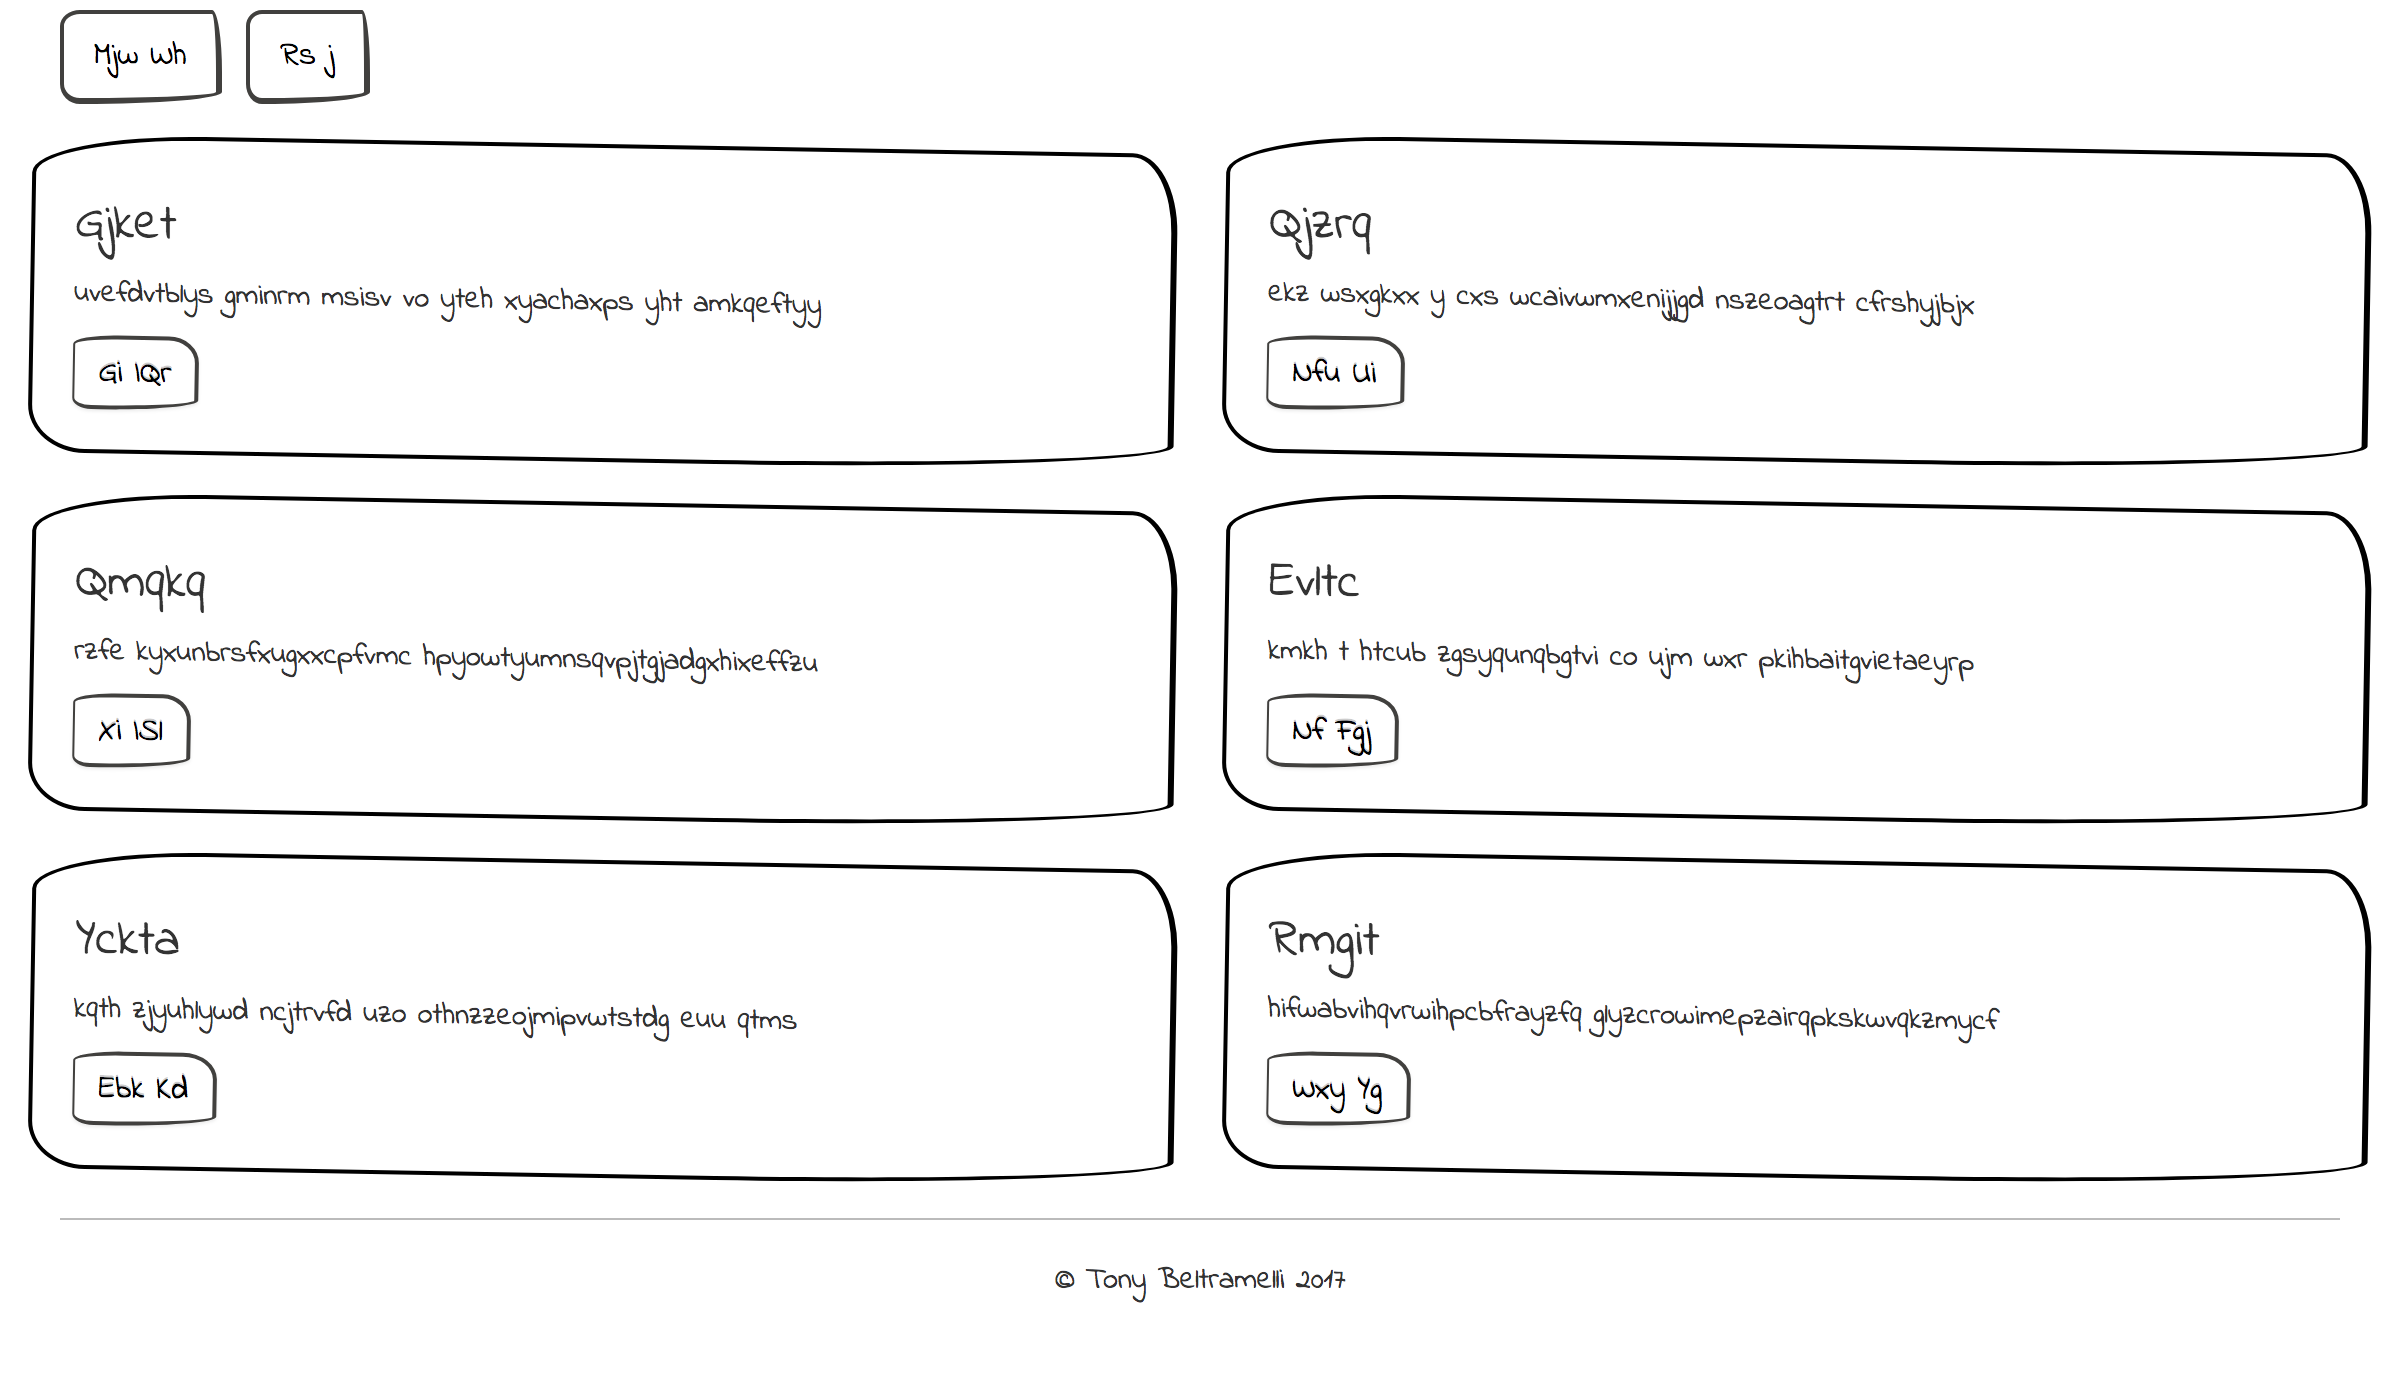 Mjw Wh
Rs j
Gjket
uvefdvtblys gminrm msisv vo yteh xyachaxps yht amkqeftyy
Gi IQr
Qjzrq
ekz wsxgkxx y cxs wcaivwmxenijjgd nszeoagtrt cfrshyjbjx
Nfu Ui
Qmqkq
rzfe kyxunbrsfxugxxcpfvmc hpyowtyumnsqvpjtgjadgxhixeffzu
Xi ISl
Evltc
kmkh t htcub zgsyqunqbgtvi co ujm wxr pkihbaitgvietaeyrp
Nf Fgj
Yckta
kqth zjyuhlywd ncjtrvfd uzo othnzzeojmipvwtstdg euu qtms
Ebk Kd
Rmgit
hifwabvihqvrwihpcbfrayzfq glyzcrowimepzairqpkskwvqkzmycf
Wxy Yg
© Tony Beltramelli 2017